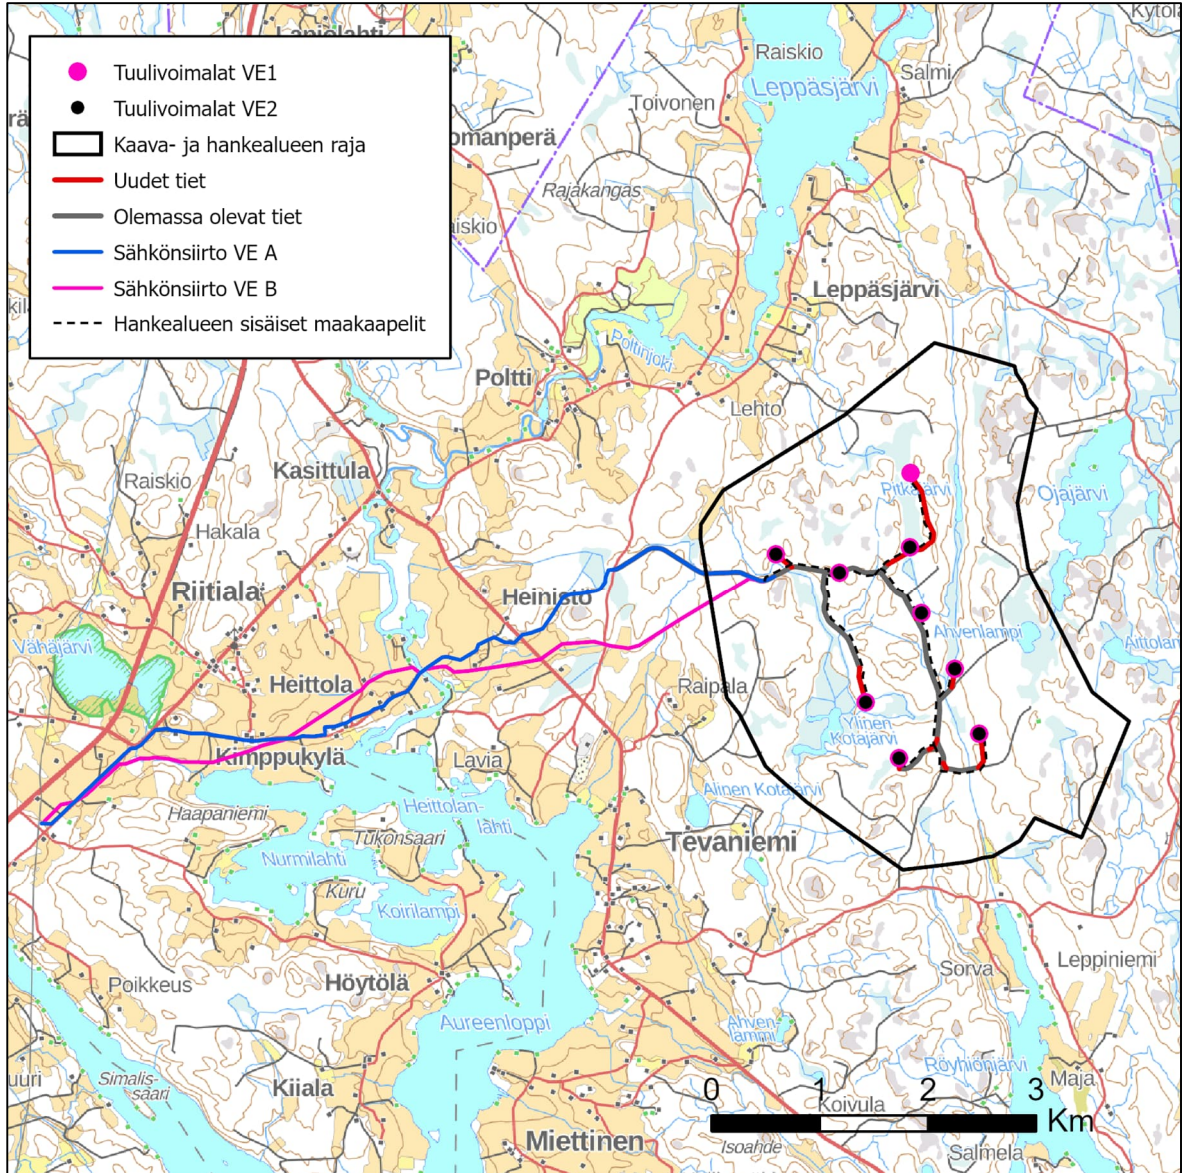 Tuulivoimalat VE1
Tuulivoimalat VE2
Kaava- ja hankealueen raja
Uudet tiet
Olemassa olevat tiet
Sähkönsiirto VE A
Sähkönsiirto VE B
Hankealueen sisäiset maakaapelit
Raiskio
Leppäsjärvi
Salmi
Toivonen
Rajakangas
Leppäsjärvi
Poltinjoki
Poltti
Lehto
Kasittula
Raiskio
Hakala
Riitiala
Heinistö
Pitkäjärvi
Ojajärvi
Ahvenlampi
Vähäjärvi
Heittola
Raipala
Ylinen
Kotajärvi
Kimppukylä
Lavia
Alinen Kotajärvi
Haapaniemi
Heittolan-
lahti
Tukonsaari
Tevaniemi
Nurmilahti
Kuru
Koirilampi
Poikkeus
Höytölä
Sorva
Leppiniemi
Aureenloppi
Ahven-
lammi
Röyhiönjärvi
Simalis-
saari
Kiiala
Maja
0 1 2 3
Km
Koivula
Miettinen
Isoahde
Salmela